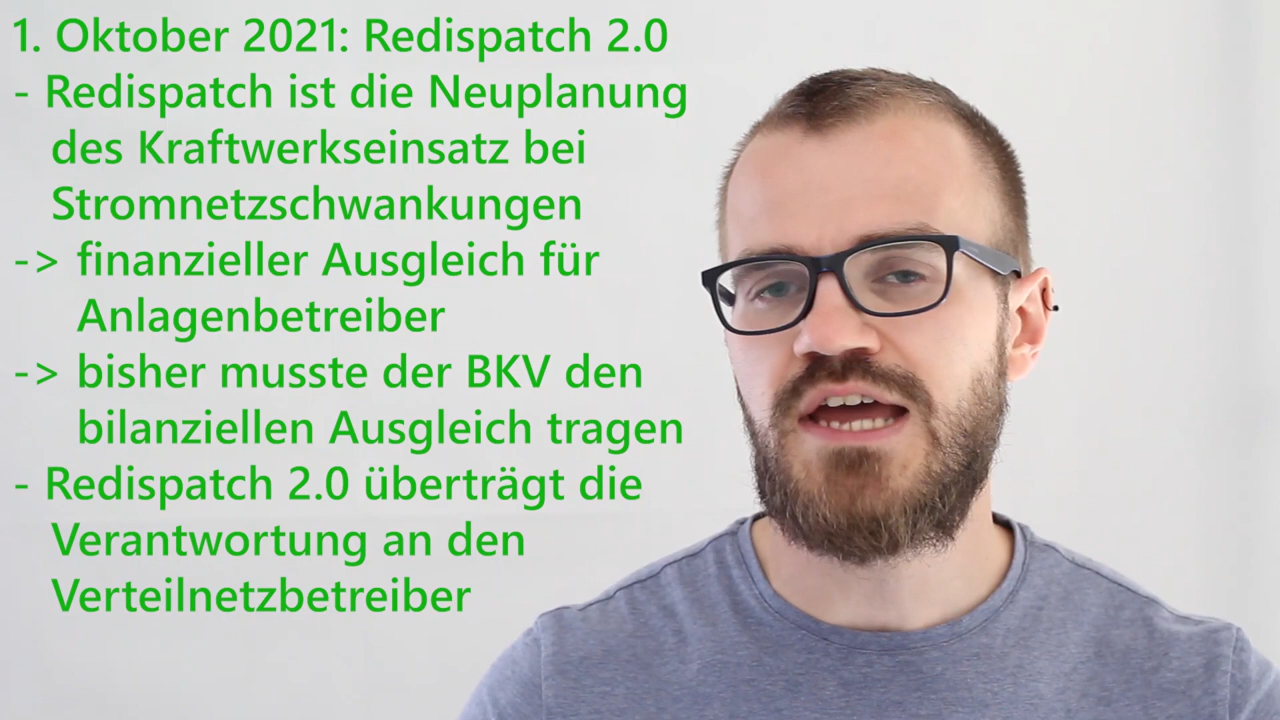 1. Oktober 2021: Redispatch 2.0
- Redispatch ist die Neuplanung
des Kraftwerkseinsatz bei
Stromnetzschwankungen
-> finanzieller Ausgleich für
Anlagenbetreiber
-> bisher musste der BKV den
bilanziellen Ausgleich tragen
- Redispatch 2.0 überträgt die
Verantwortung an den
Verteilnetzbetreiber